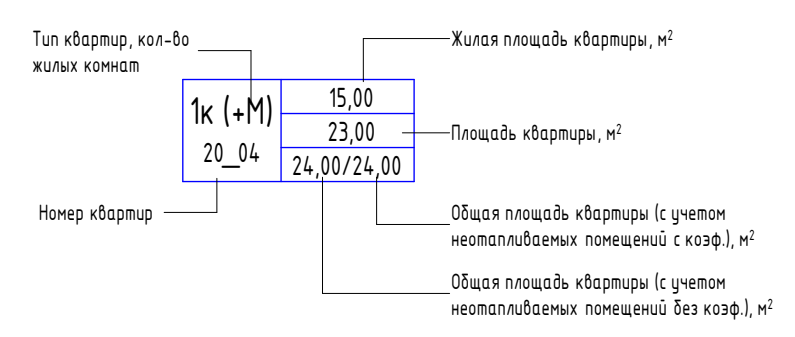 Тип квартир, кол-во
жилых комнат
Жилая площадь квартиры, м²
1к (+М)
15,00
23,00
Площадь квартиры, м²
20_04
24,00/24,00
Номер квартир
Общая площадь квартиры (с учетом
неотапливаемых помещений с коэф.), м²
Общая площадь квартиры (с учетом
неотапливаемых помещений без коэф.), м²